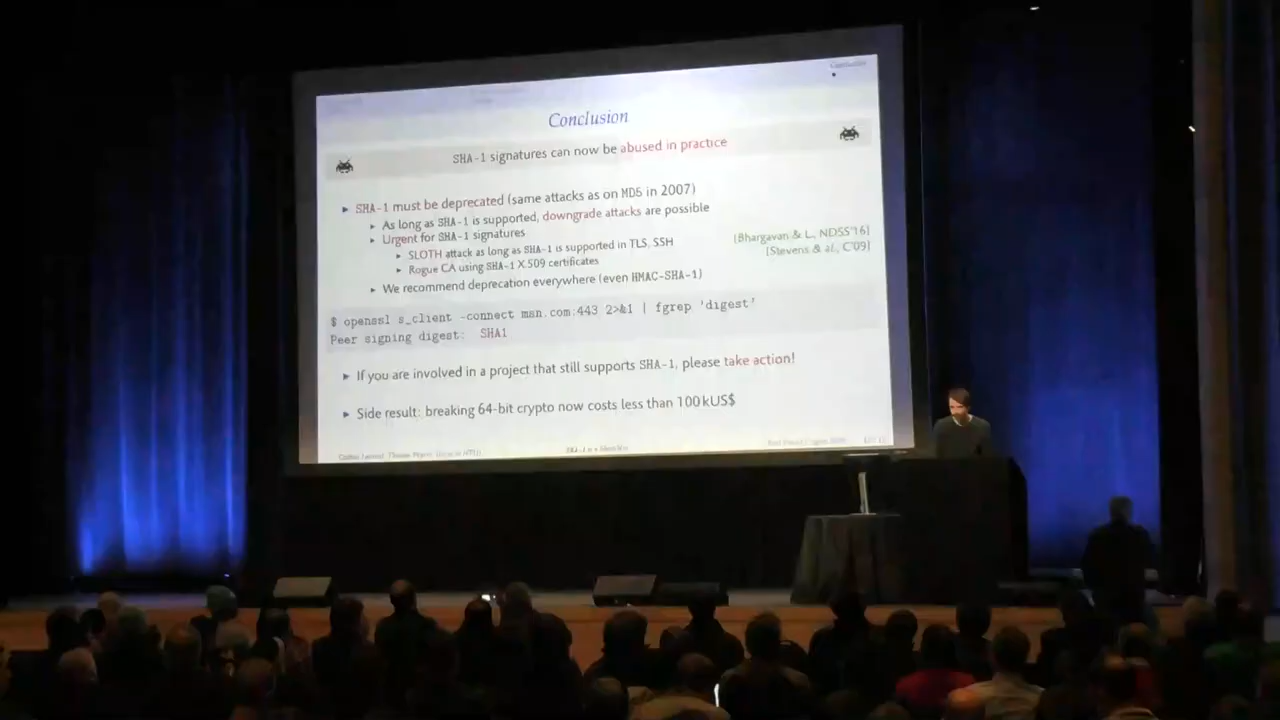 Conclusion
Conclusion
SHA-1 signatures can now be abused in practice
SHA-1 must be deprecated (same attacks as on MD5 in 2007)
As long as SHA-1 is supported, downgrade attacks are possible
Urgent for SHA-1 signatures
SLOTH attack as long as SHA-1 is supported in TLS, SSH [Bhargavan & L, NDSS'16]
Rogue CA using SHA-1 X.509 certificates [Stevens & al., C'09]
We recommend deprecation everywhere (even HMAC-SHA-1)
$ openssl s_client -connect msn.com:443 2>&1 | fgrep 'digest'
Peer signing digest: SHA1
If you are involved in a project that still supports SHA-1, please take action!
Side result: breaking 64-bit crypto now costs less than 100 kUS$